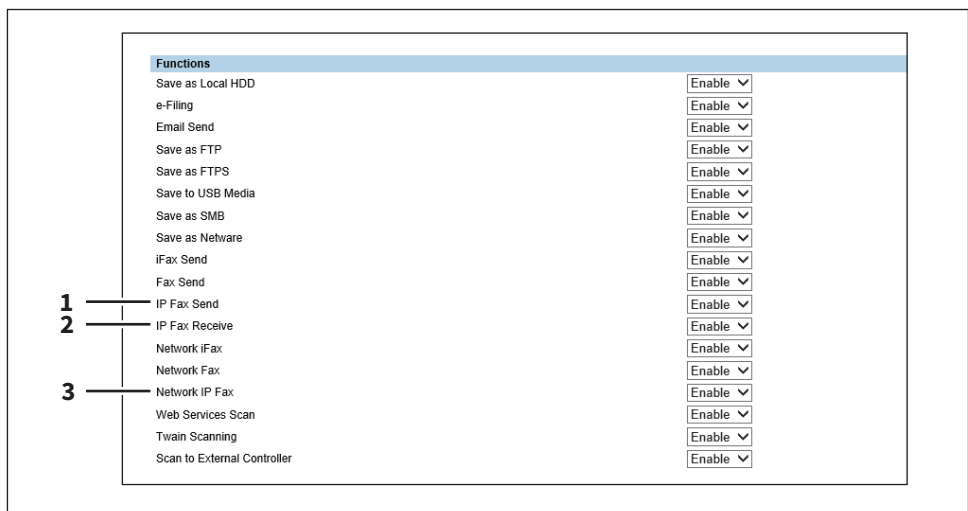 Functions
Save as Local HDD Enable
e-Filing Enable
Email Send Enable
Save as FTP Enable
Save as FTPS Enable
Save to USB Media Enable
Save as SMB Enable
Save as Netware Enable
iFax Send Enable
Fax Send Enable
1 IP Fax Send Enable
2 IP Fax Receive Enable
Network iFax Enable
Network Fax Enable
3 Network IP Fax Enable
Web Services Scan Enable
Twain Scanning Enable
Scan to External Controller Enable